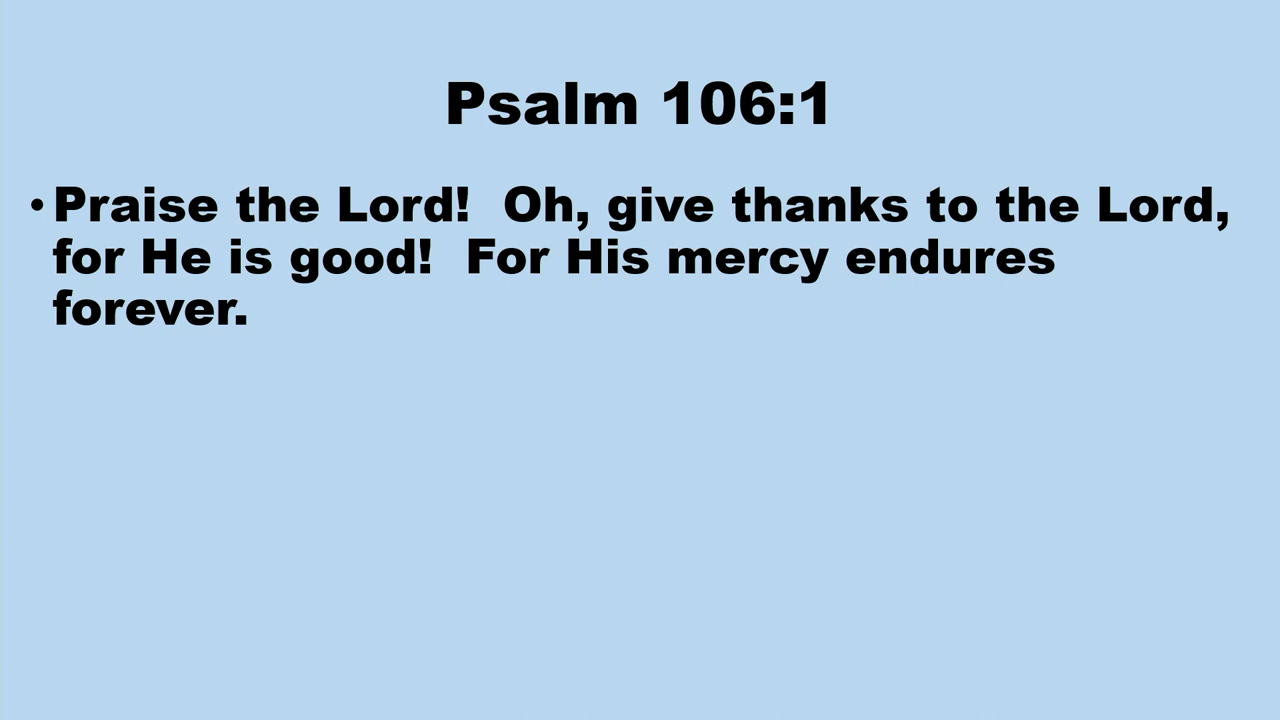 Psalm 106:1
• Praise the Lord!  Oh, give thanks to the Lord,
for He is good!  For His mercy endures
forever.